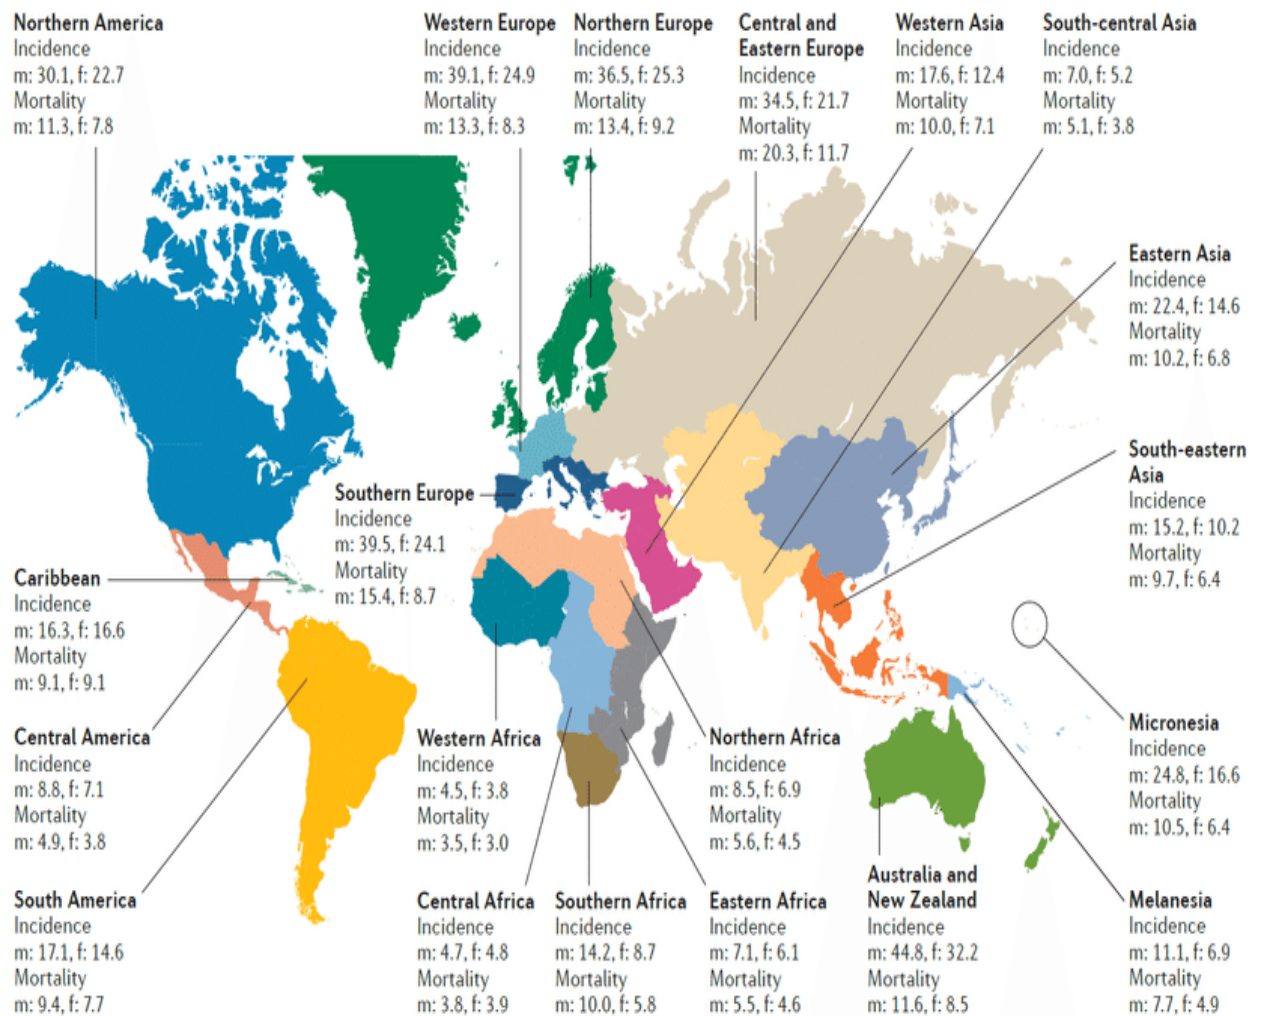 Northern America
Incidence
m: 30.1, f: 22.7
Mortality
m: 11.3, f: 7.8
Western Europe
Incidence
m: 39.1, f: 24.9
Mortality
m: 13.3, f: 8.3
Northern Europe
Incidence
m: 36.5, f: 25.3
Mortality
m: 13.4, f: 9.2
Central and
Eastern Europe
Incidence
m: 34.5, f: 21.7
Mortality
m: 20.3, f: 11.7
Western Asia
Incidence
m: 17.6, f: 12.4
Mortality
m: 10.0, f: 7.1
South-central Asia
Incidence
m: 7.0, f: 5.2
Mortality
m: 5.1, f: 3.8
Eastern Asia
Incidence
m: 22.4, f: 14.6
Mortality
m: 10.2, f: 6.8
South-eastern
Asia
Incidence
m: 15.2, f: 10.2
Mortality
m: 9.7, f: 6.4
Southern Europe
Incidence
m: 39.5, f: 24.1
Mortality
m: 15.4, f: 8.7
Caribbean
Incidence
m: 16.3, f: 16.6
Mortality
m: 9.1, f: 9.1
Central America
Incidence
m: 8.8, f: 7.1
Mortality
m: 4.9, f: 3.8
South America
Incidence
m: 17.1, f: 14.6
Mortality
m: 9.4, f: 7.7
Western Africa
Incidence
m: 4.5, f: 3.8
Mortality
m: 3.5, f: 3.0
Northern Africa
Incidence
m: 8.5, f: 6.9
Mortality
m: 5.6, f: 4.5
Central Africa
Incidence
m: 4.7, f: 4.8
Mortality
m: 3.8, f: 3.9
Southern Africa
Incidence
m: 14.2, f: 8.7
Mortality
m: 10.0, f: 5.8
Eastern Africa
Incidence
m: 7.1, f: 6.1
Mortality
m: 5.5, f: 4.6
Australia and
New Zealand
Incidence
m: 44.8, f: 32.2
Mortality
m: 11.6, f: 8.5
Micronesia
Incidence
m: 24.8, f: 16.6
Mortality
m: 10.5, f: 6.4
Melanesia
Incidence
m: 11.1, f: 6.9
Mortality
m: 7.7, f: 4.9